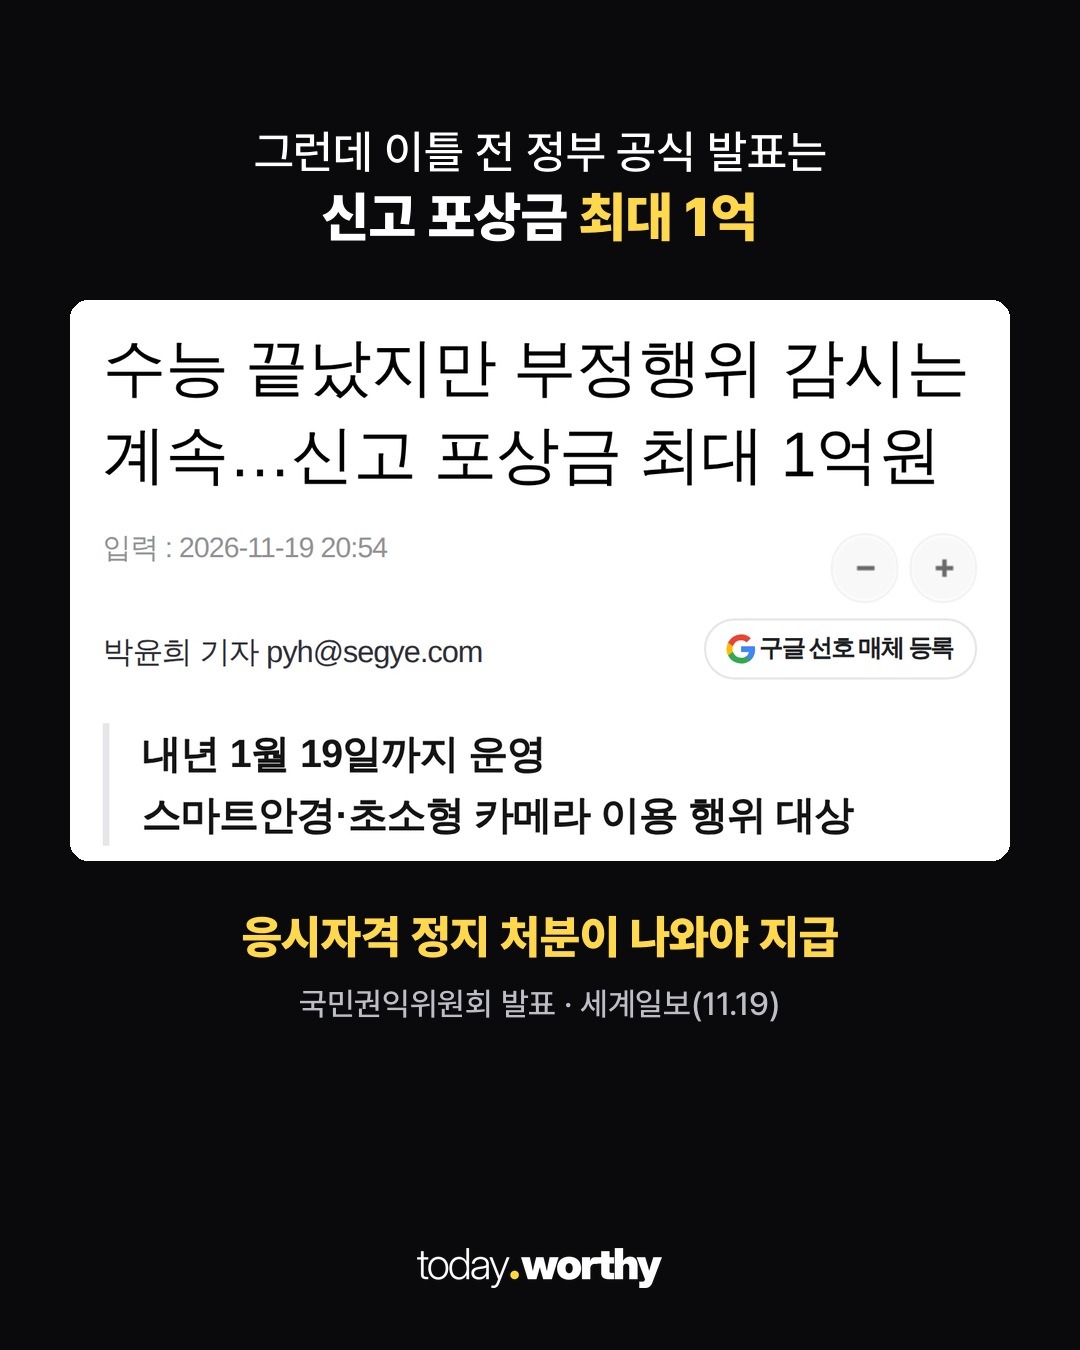 그런데 이틀 전 정부 공식 발표는
신고 포상금 최대 1억
수능 끝났지만 부정행위 감시는
계속…신고 포상금 최대 1억원
입력 : 2026-11-19 20:54
− +
박윤희 기자 pyh@segye.com
G 구글 선호 매체 등록
내년 1월 19일까지 운영
스마트안경·초소형 카메라 이용 행위 대상
응시자격 정지 처분이 나와야 지급
국민권익위원회 발표 · 세계일보(11.19)
today.worthy